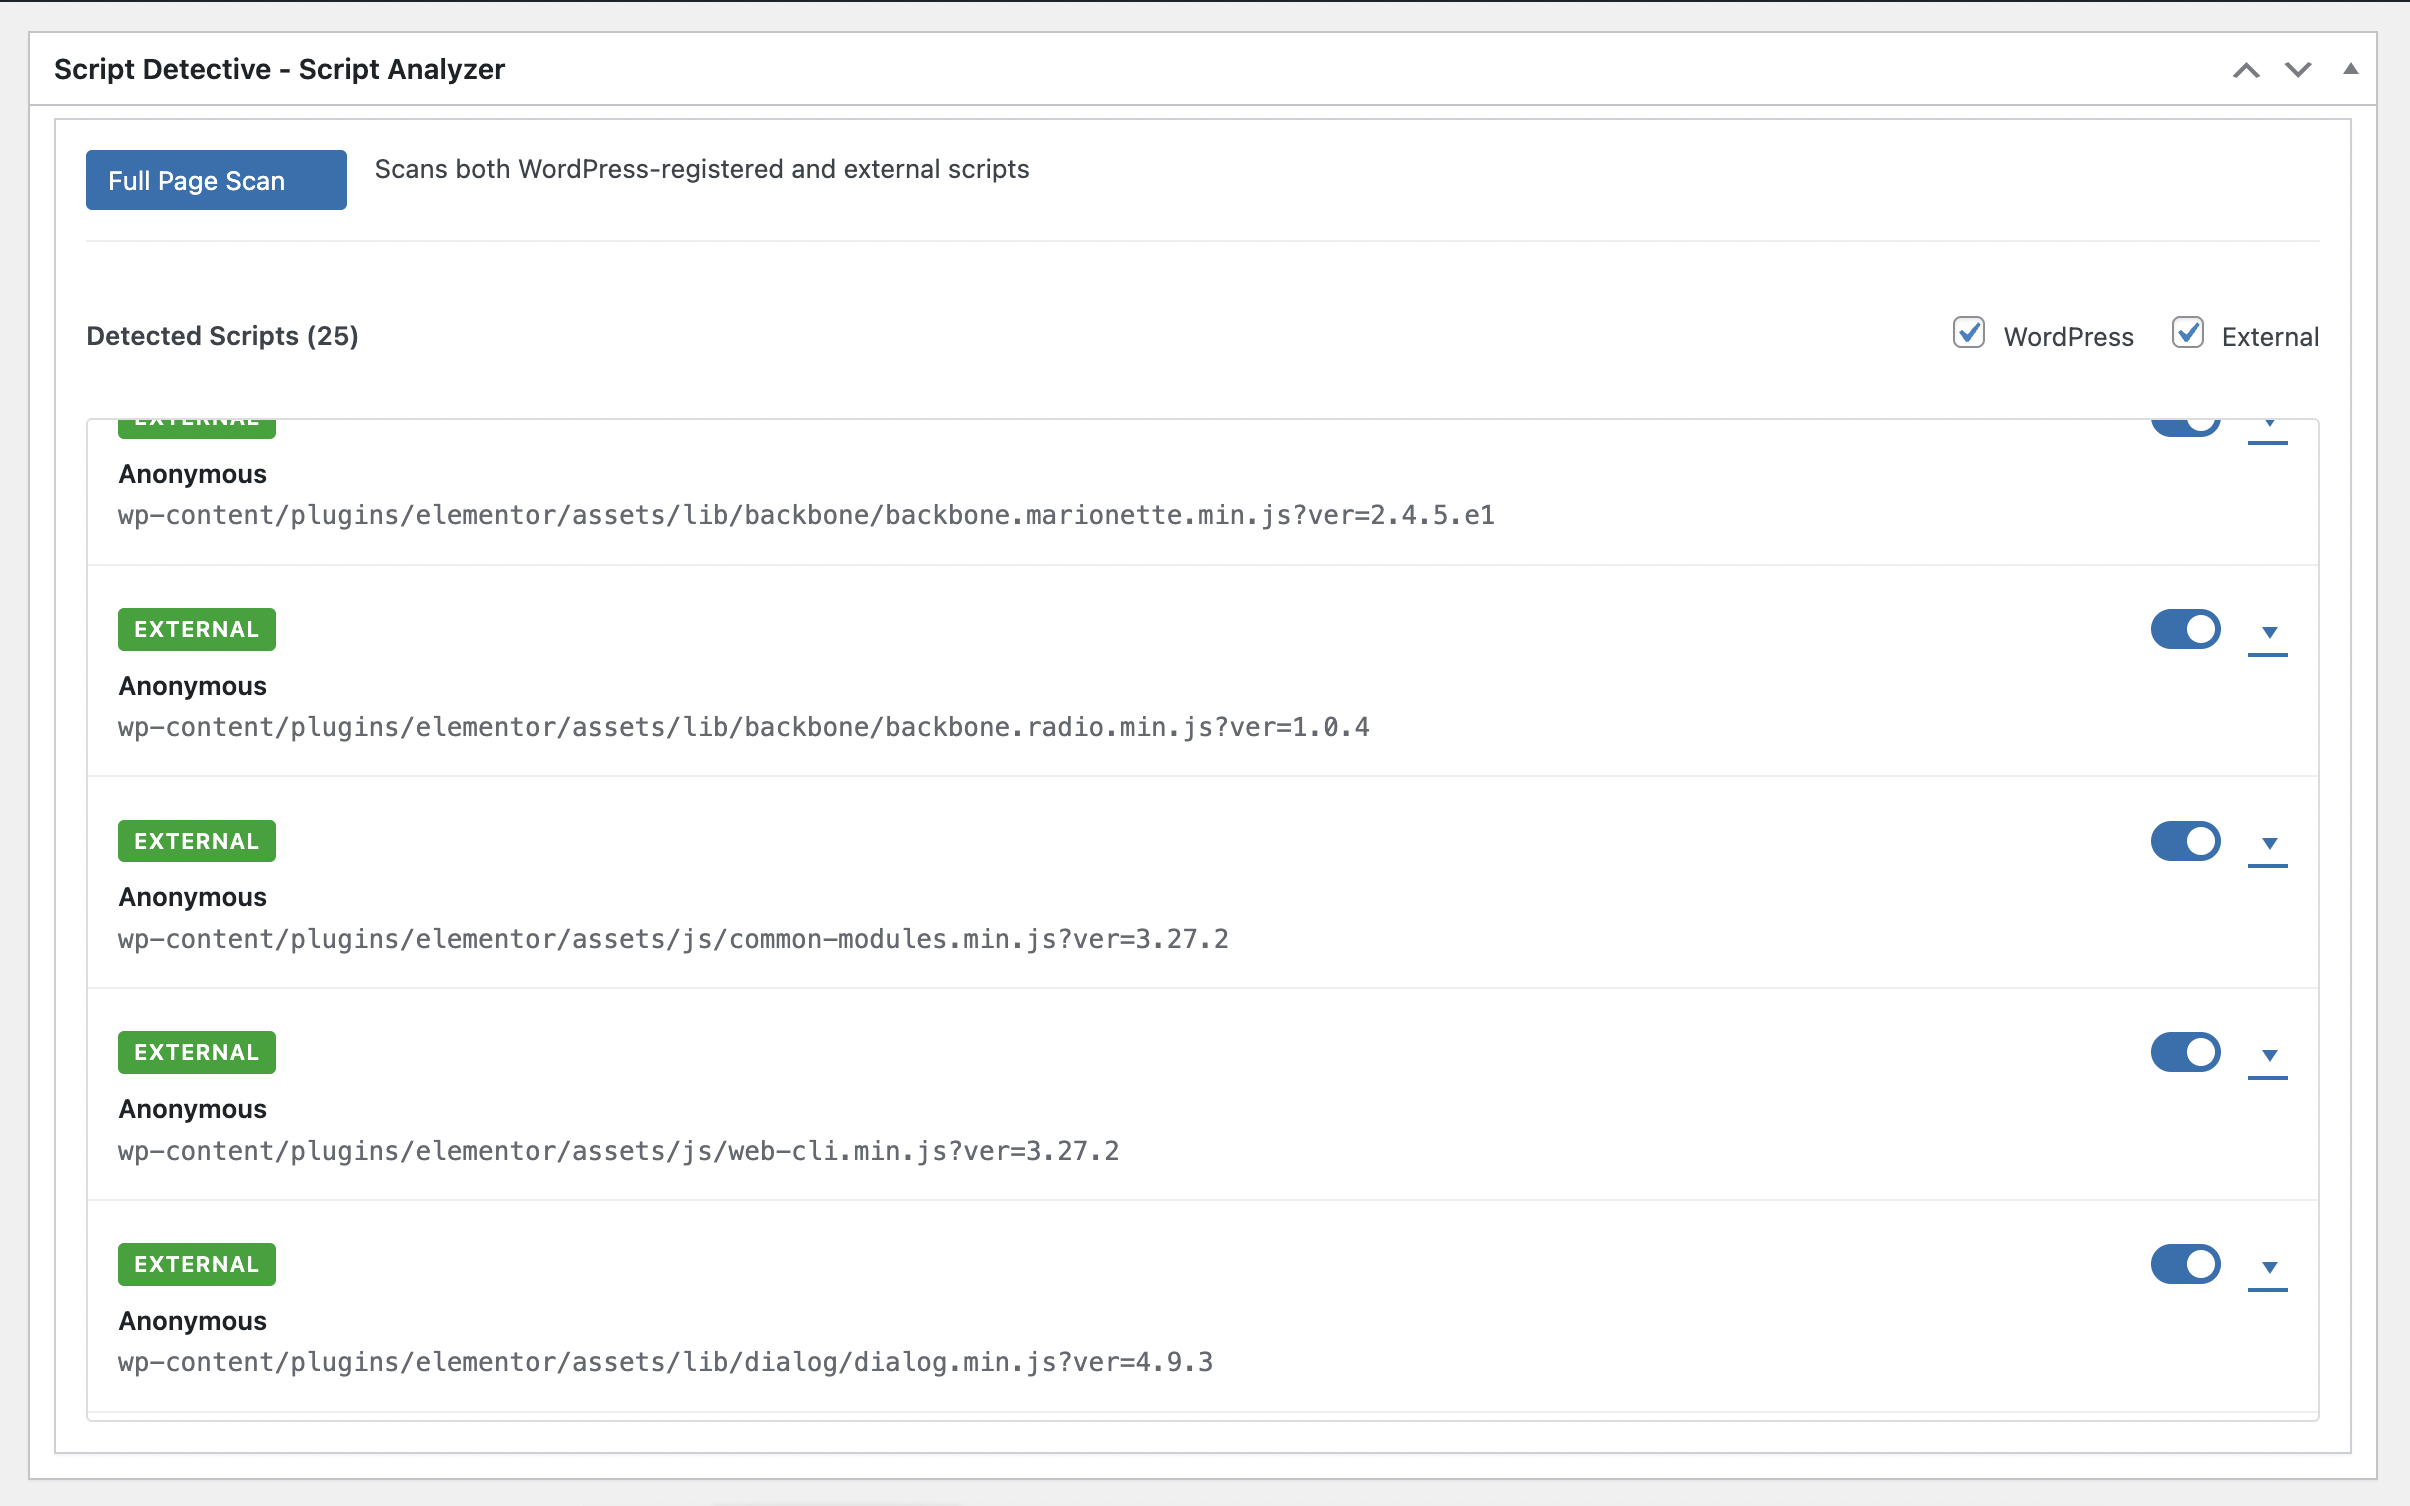 Script Detective - Script Analyzer
Full Page Scan
Scans both WordPress-registered and external scripts
Detected Scripts (25)
WordPress
External
EXTERNAL
Anonymous
wp-content/plugins/elementor/assets/lib/backbone/backbone.marionette.min.js?ver=2.4.5.e1
EXTERNAL
Anonymous
wp-content/plugins/elementor/assets/lib/backbone/backbone.radio.min.js?ver=1.0.4
EXTERNAL
Anonymous
wp-content/plugins/elementor/assets/js/common-modules.min.js?ver=3.27.2
EXTERNAL
Anonymous
wp-content/plugins/elementor/assets/js/web-cli.min.js?ver=3.27.2
EXTERNAL
Anonymous
wp-content/plugins/elementor/assets/lib/dialog/dialog.min.js?ver=4.9.3